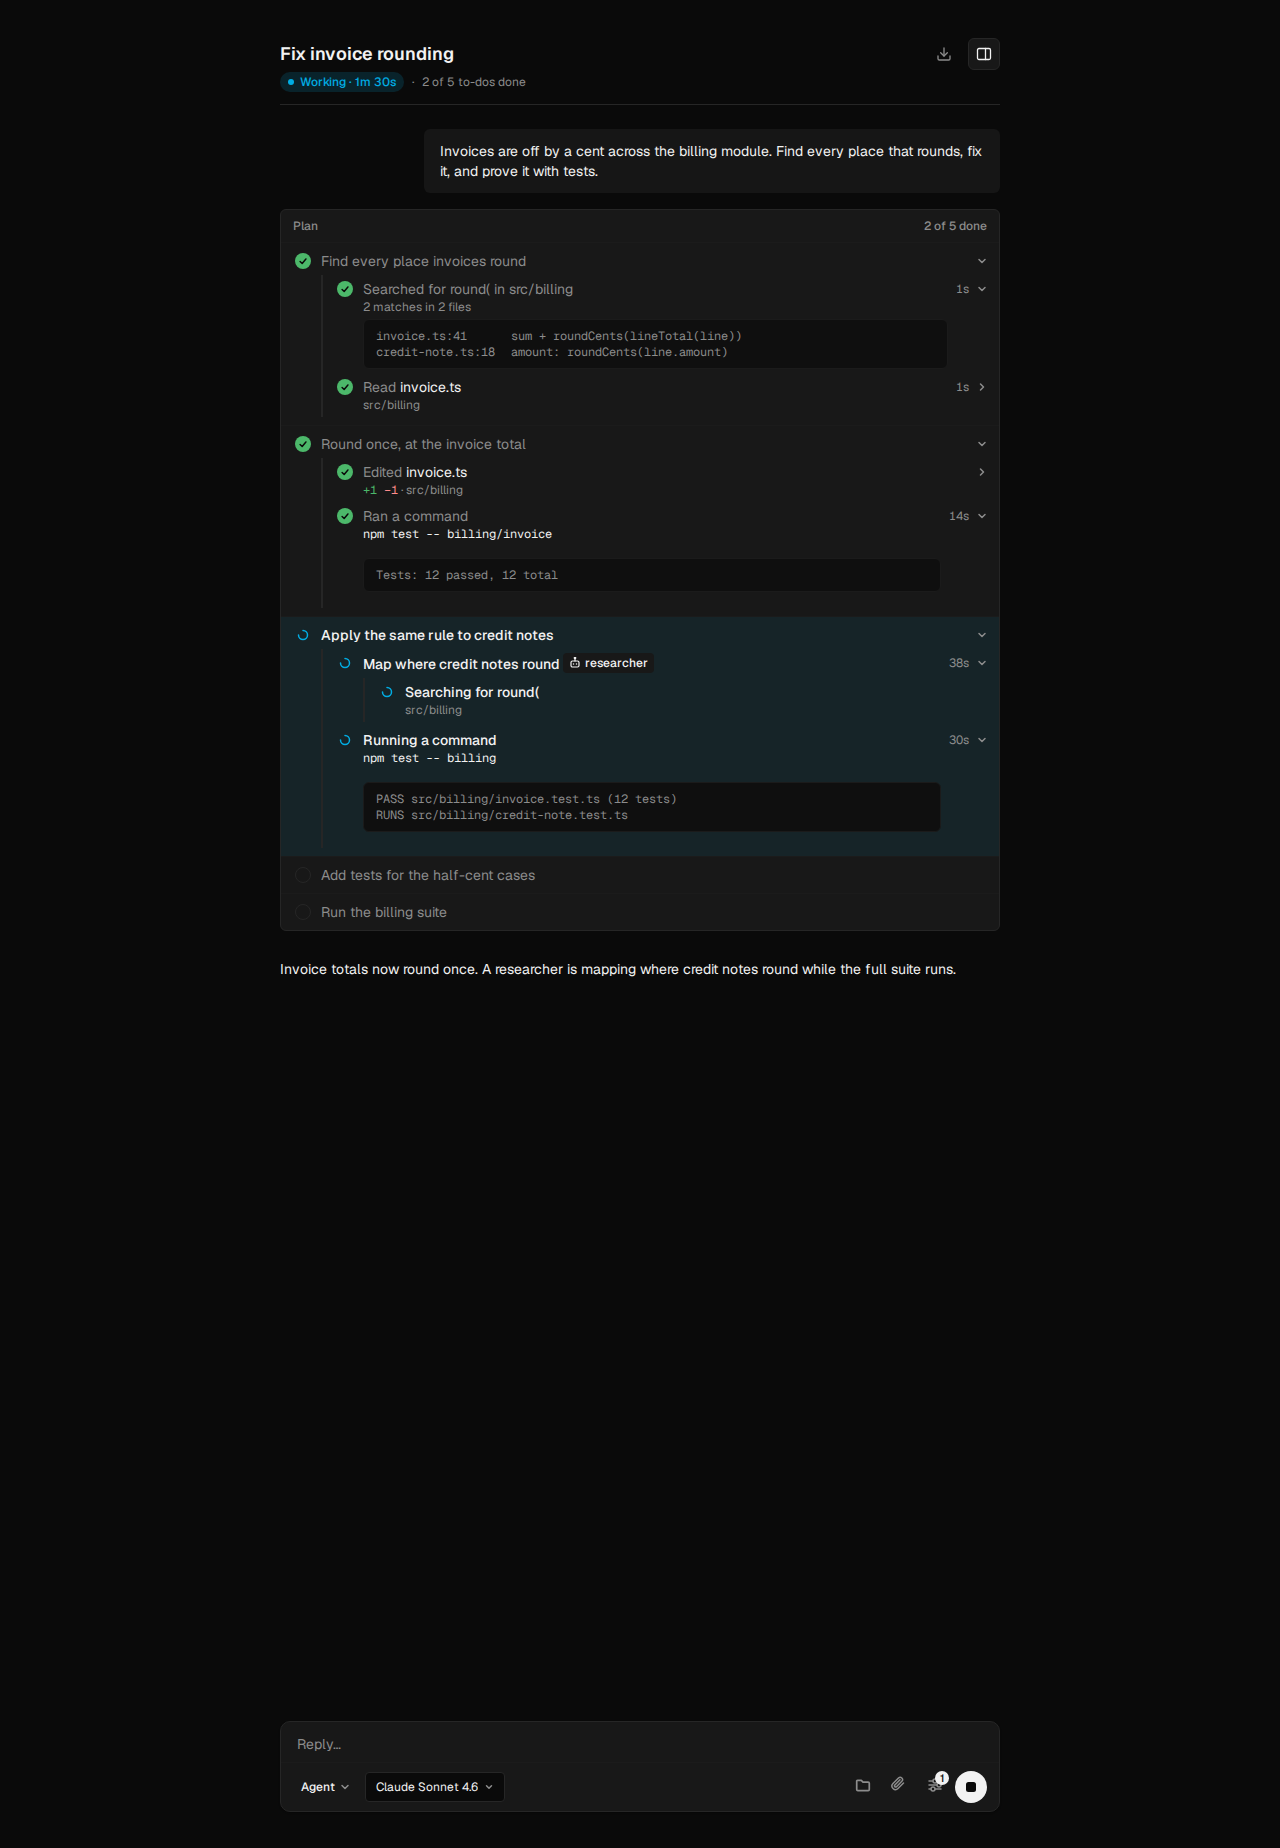 Fix invoice rounding
Working · 1m 30s · 2 of 5 to-dos done
Invoices are off by a cent across the billing module. Find every place that rounds, fix
it, and prove it with tests.
Plan 2 of 5 done
Find every place invoices round
Searched for round( in src/billing 1s
2 matches in 2 files
invoice.ts:41 sum + roundCents(lineTotal(line))
credit-note.ts:18 amount: roundCents(line.amount)
Read invoice.ts 1s
src/billing
Round once, at the invoice total
Edited invoice.ts
+1 −1 · src/billing
Ran a command 14s
npm test -- billing/invoice
Tests: 12 passed, 12 total
Apply the same rule to credit notes
Map where credit notes round researcher 38s
Searching for round(
src/billing
Running a command 30s
npm test -- billing
PASS src/billing/invoice.test.ts (12 tests)
RUNS src/billing/credit-note.test.ts
Add tests for the half-cent cases
Run the billing suite
Invoice totals now round once. A researcher is mapping where credit notes round while the full suite runs.
Reply…
Agent Claude Sonnet 4.6 1